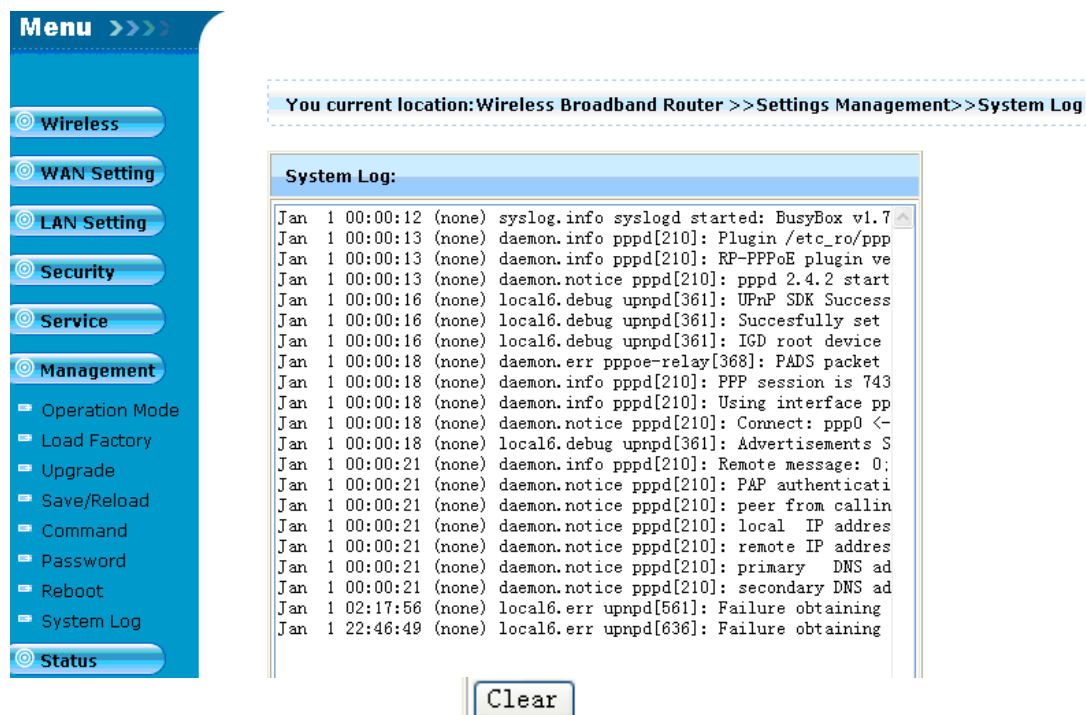 Menu >>>>
You current location:Wireless Broadband Router >>Settings Management>>System Log
Wireless
WAN Setting
LAN Setting
Security
Service
Management
Operation Mode
Load Factory
Upgrade
Save/Reload
Command
Password
Reboot
System Log
Status
System Log:
Jan  1 00:00:12 (none) syslog.info syslogd started: BusyBox v1.7
Jan  1 00:00:13 (none) daemon.info pppd[210]: Plugin /etc_ro/ppp
Jan  1 00:00:13 (none) daemon.info pppd[210]: RP-PPPoE plugin ve
Jan  1 00:00:13 (none) daemon.notice pppd[210]: pppd 2.4.2 start
Jan  1 00:00:16 (none) local6.debug upnpd[361]: UPnP SDK Success
Jan  1 00:00:16 (none) local6.debug upnpd[361]: Succesfully set
Jan  1 00:00:16 (none) local6.debug upnpd[361]: IGD root device
Jan  1 00:00:18 (none) daemon.err pppoe-relay[368]: PADS packet
Jan  1 00:00:18 (none) daemon.info pppd[210]: PPP session is 743
Jan  1 00:00:18 (none) daemon.info pppd[210]: Using interface pp
Jan  1 00:00:18 (none) daemon.notice pppd[210]: Connect: ppp0 <-
Jan  1 00:00:18 (none) local6.debug upnpd[361]: Advertisements S
Jan  1 00:00:21 (none) daemon.info pppd[210]: Remote message: 0;
Jan  1 00:00:21 (none) daemon.notice pppd[210]: PAP authenticati
Jan  1 00:00:21 (none) daemon.notice pppd[210]: peer from callin
Jan  1 00:00:21 (none) daemon.notice pppd[210]: local  IP addres
Jan  1 00:00:21 (none) daemon.notice pppd[210]: remote IP addres
Jan  1 00:00:21 (none) daemon.notice pppd[210]: primary   DNS ad
Jan  1 00:00:21 (none) daemon.notice pppd[210]: secondary DNS ad
Jan  1 02:17:56 (none) local6.err upnpd[561]: Failure obtaining
Jan  1 22:46:49 (none) local6.err upnpd[636]: Failure obtaining
Clear